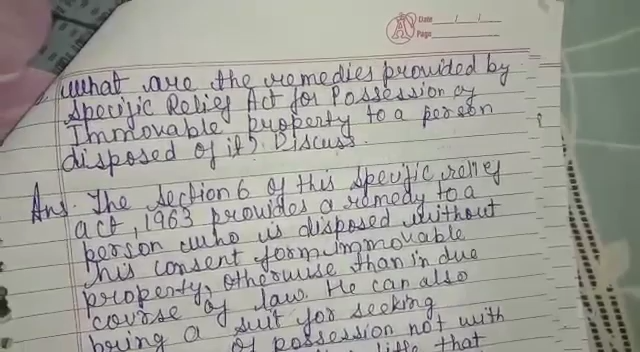 A
Date
Page
What are the remedies provided by
Specific Relief Act for Possession of
Immovable property to a person
disposed of it? Discuss.
Ans. The section 6 of this specific relief
act, 1963 provides a remedy to a
person who is disposed without
his consent form immovable
property, otherwise than in due
course of law. He can also
bring a suit for seeking
of possession not with
that